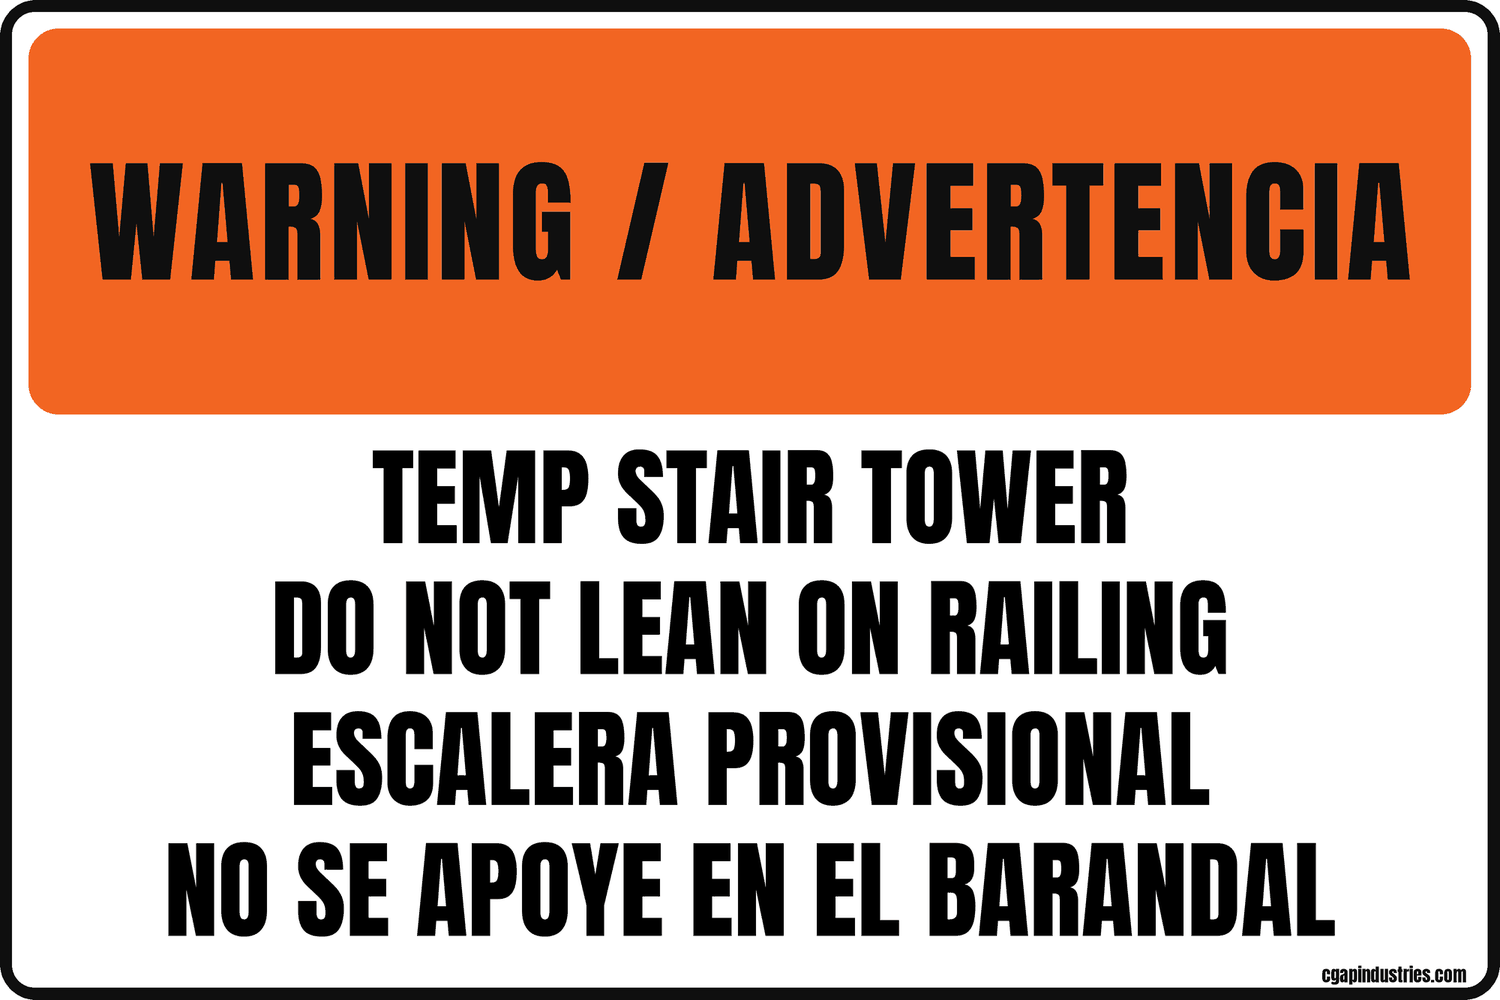 WARNING / ADVERTENCIA
TEMP STAIR TOWER
DO NOT LEAN ON RAILING
ESCALERA PROVISIONAL
NO SE APOYE EN EL BARANDAL
cgapindustries.com